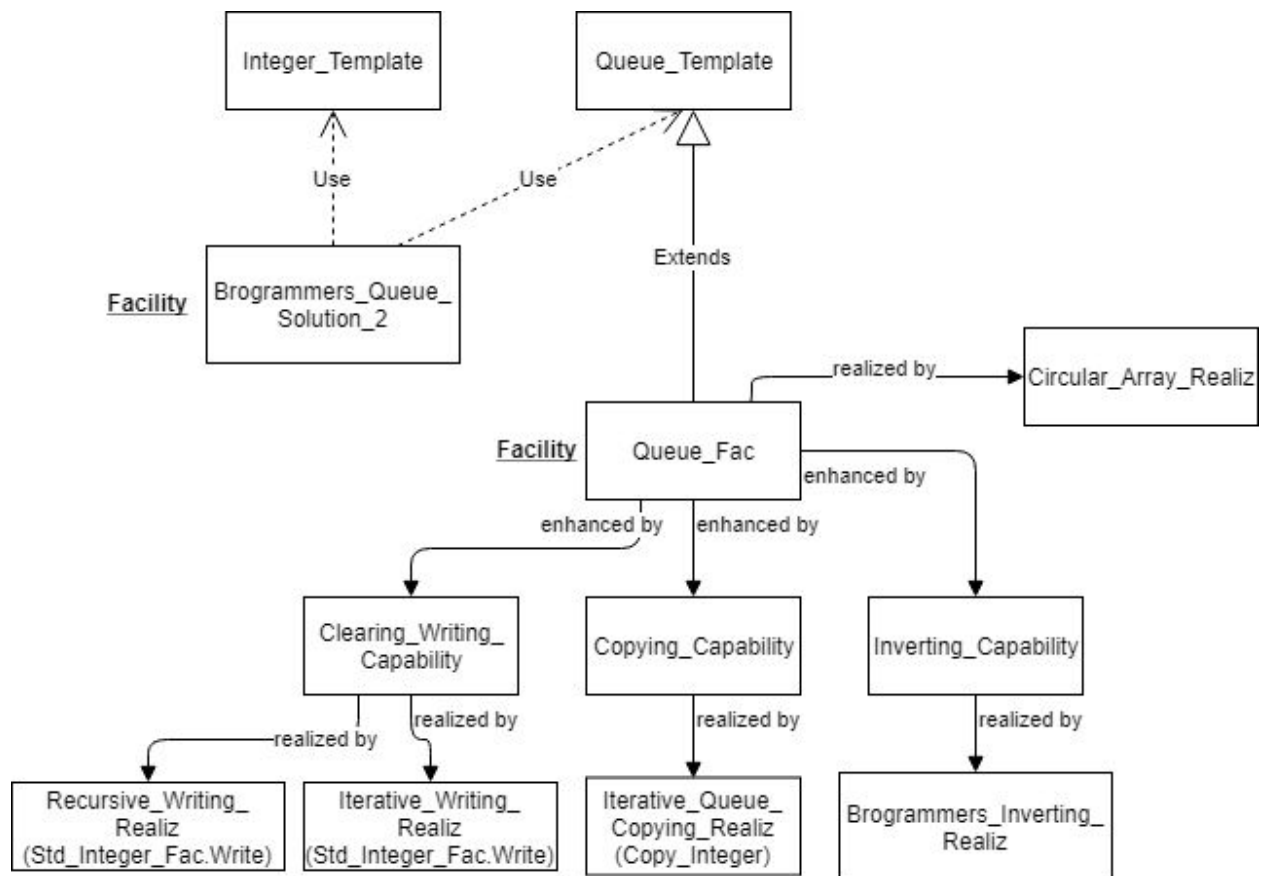 Integer_Template
Queue_Template
Use
Use
Extends
Facility
Brogrammers_Queue_
Solution_2
realized by
Circular_Array_Realiz
Facility
Queue_Fac
enhanced by
enhanced by
enhanced by
Clearing_Writing_
Capability
Copying_Capability
Inverting_Capability
realized by
realized by
realized by
realized by
Recursive_Writing_
Realiz
(Std_Integer_Fac.Write)
Iterative_Writing_
Realiz
(Std_Integer_Fac.Write)
Iterative_Queue_
Copying_Realiz
(Copy_Integer)
Brogrammers_Inverting_
Realiz